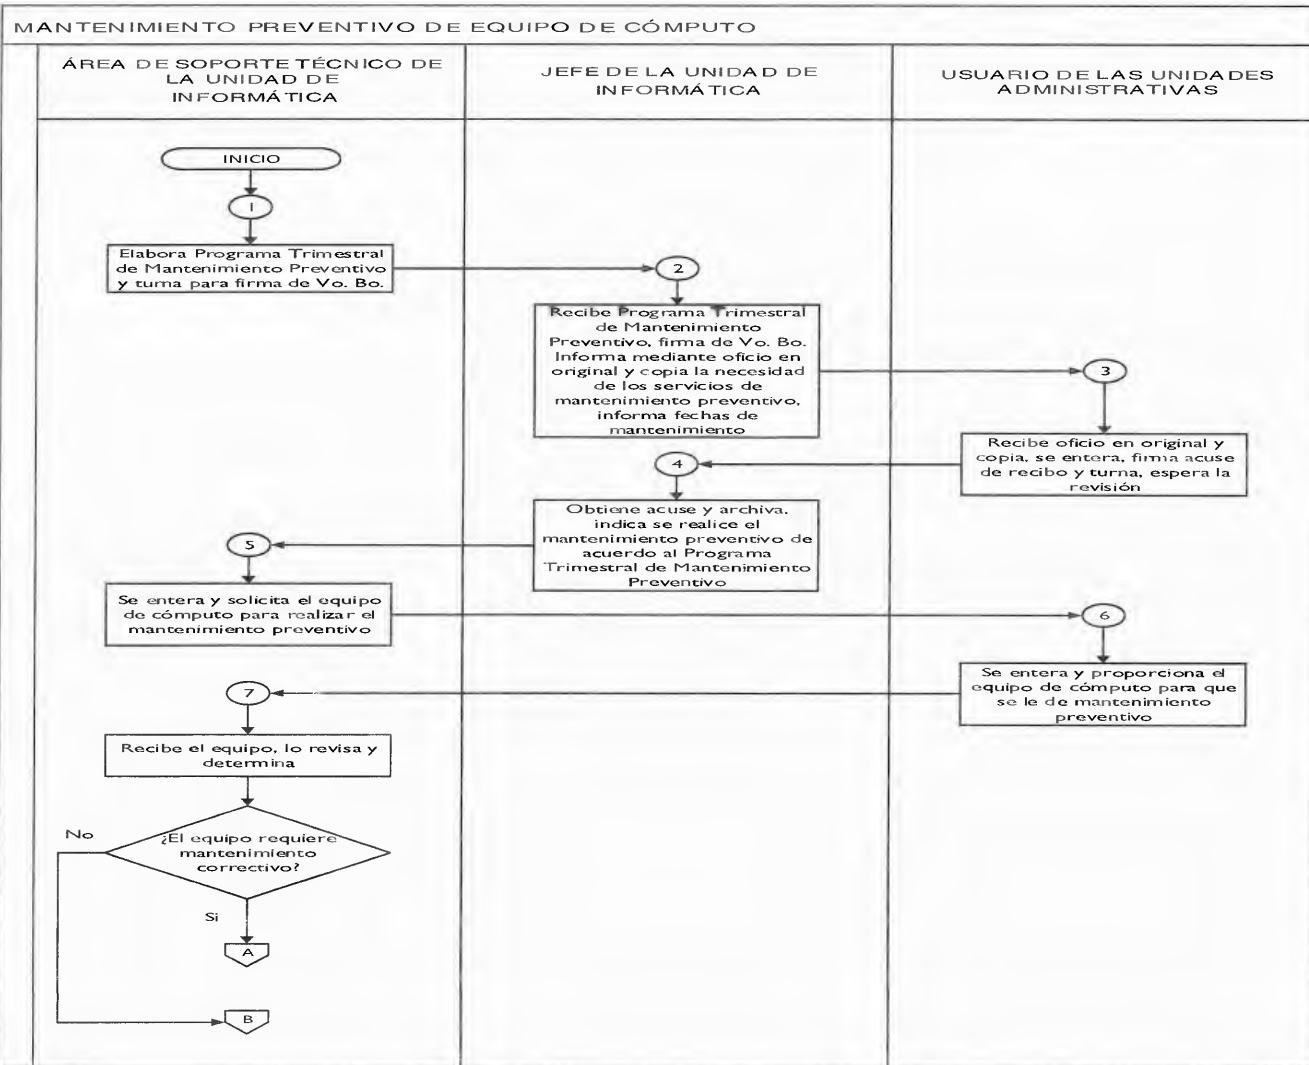 MANTENIMIENTO PREVENTIVO DE EQUIPO DE CÓMPUTO
ÁREA DE SOPORTE TÉCNICO DE
LA UNIDAD DE
INFORMÁTICA
JEFE DE LA UNIDAD DE
INFORMÁTICA
USUARIO DE LAS UNIDADES
ADMINISTRATIVAS
INICIO
1
Elabora Programa Trimestral
de Mantenimiento Preventivo
y turna para firma de Vo. Bo.
2
Recibe Programa Trimestral
de Mantenimiento
Preventivo, firma de Vo. Bo.
Informa mediante oficio en
original y copia la necesidad
de los servicios de
mantenimiento preventivo,
informa fechas de
mantenimiento
3
Recibe oficio en original y
copia, se entera, firma acuse
de recibo y turna, espera la
revisión
4
Obtiene acuse y archiva,
indica se realice el
mantenimiento preventivo de
acuerdo al Programa
Trimestral de Mantenimiento
Preventivo
5
Se entera y solicita el equipo
de cómputo para realizar el
mantenimiento preventivo
6
Se entera y proporciona el
equipo de cómputo para que
se le de mantenimiento
preventivo
7
Recibe el equipo, lo revisa y
determina
¿El equipo requiere
mantenimiento
correctivo?
No
Si
A
B